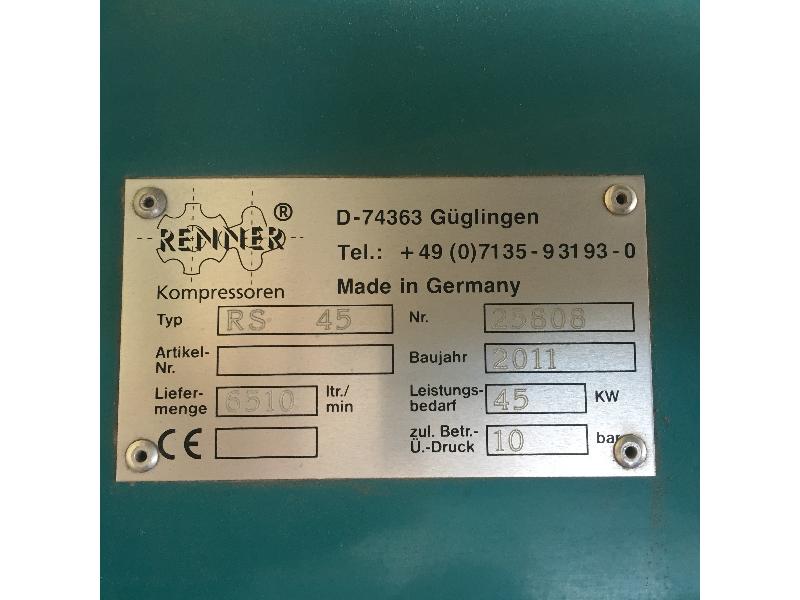 RENNER®
Kompressoren
D-74363 Güglingen
Tel.: +49 (0)7135-93193-0
Made in Germany
Typ RS 45 Nr. 25808
Artikel-Nr. Baujahr 2011
Liefer-menge 6510 ltr./min Leistungs-bedarf 45 KW
CE zul. Betr.-Ü.-Druck 10 bar